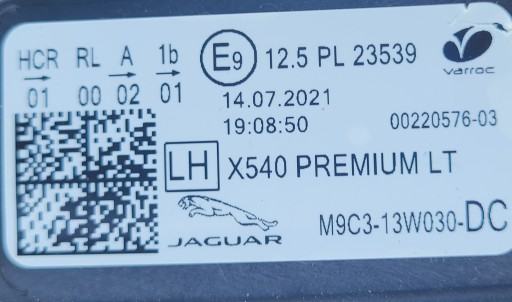 HCR RL A 1b
01 00 02 01
E9 12.5 PL 23539
varroc
14.07.2021
19:08:50 00220576-03
LH X540 PREMIUM LT
JAGUAR M9C3-13W030-DC